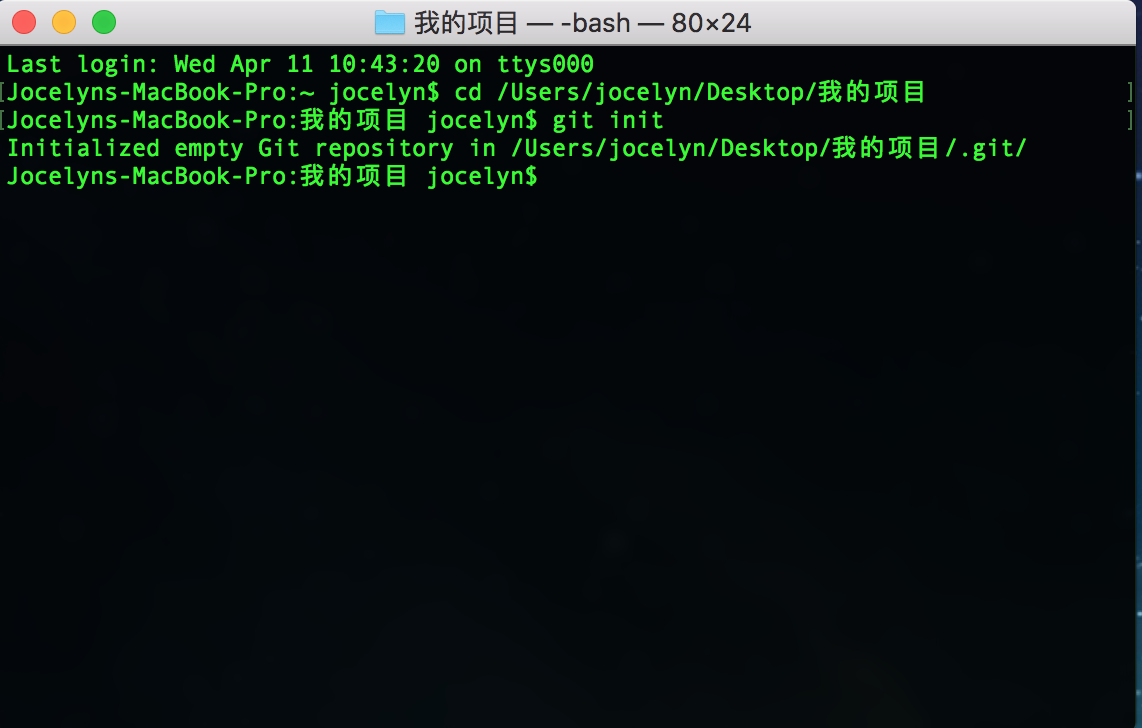 我的项目 — -bash — 80×24
Last login: Wed Apr 11 10:43:20 on ttys000
[Jocelyns-MacBook-Pro:~ jocelyn$ cd /Users/jocelyn/Desktop/我的项目 ]
[Jocelyns-MacBook-Pro:我的项目 jocelyn$ git init ]
Initialized empty Git repository in /Users/jocelyn/Desktop/我的项目/.git/
Jocelyns-MacBook-Pro:我的项目 jocelyn$